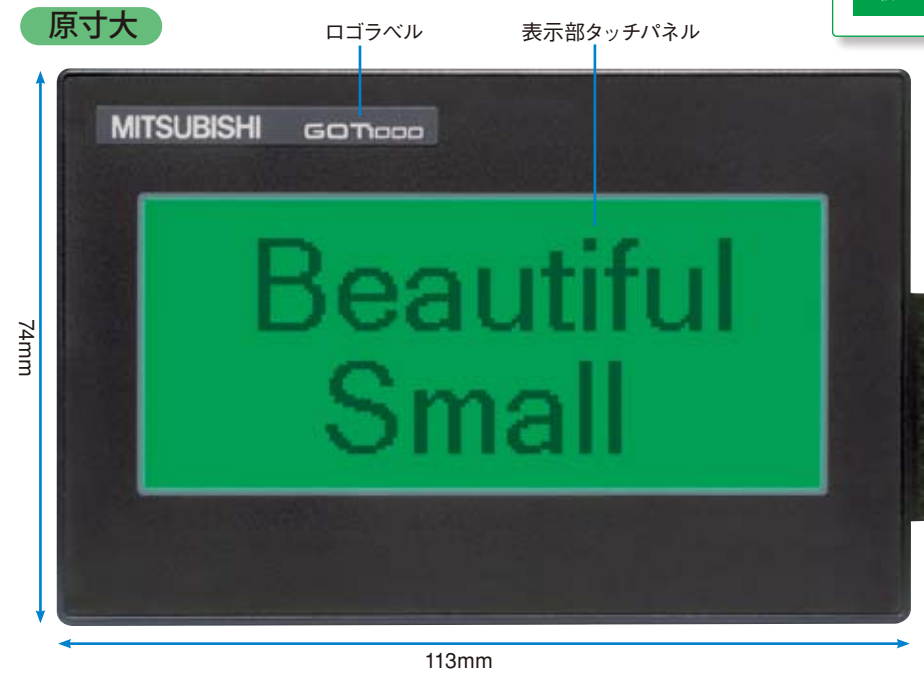 原寸大
ロゴラベル
表示部タッチパネル
MITSUBISHI GOT1000
Beautiful
Small
74mm
113mm